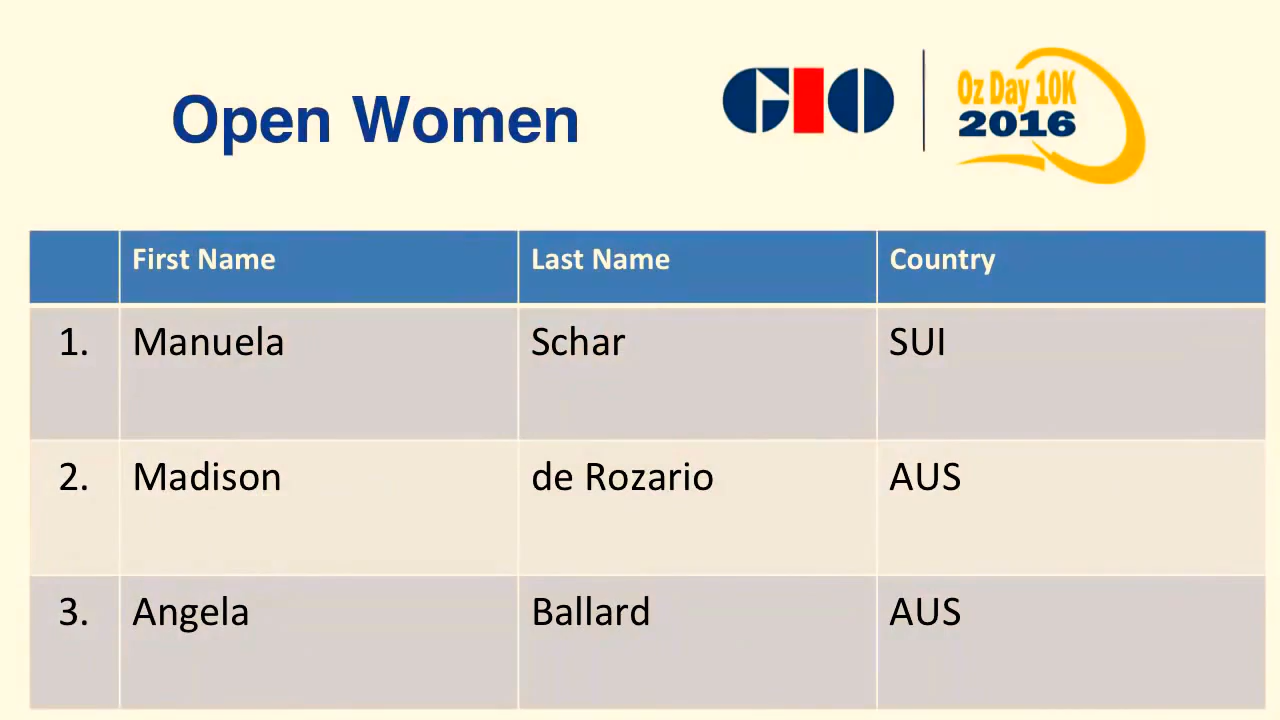 Open Women
GIO
Oz Day 10K
2016
First Name Last Name Country
1. Manuela Schar SUI
2. Madison de Rozario AUS
3. Angela Ballard AUS